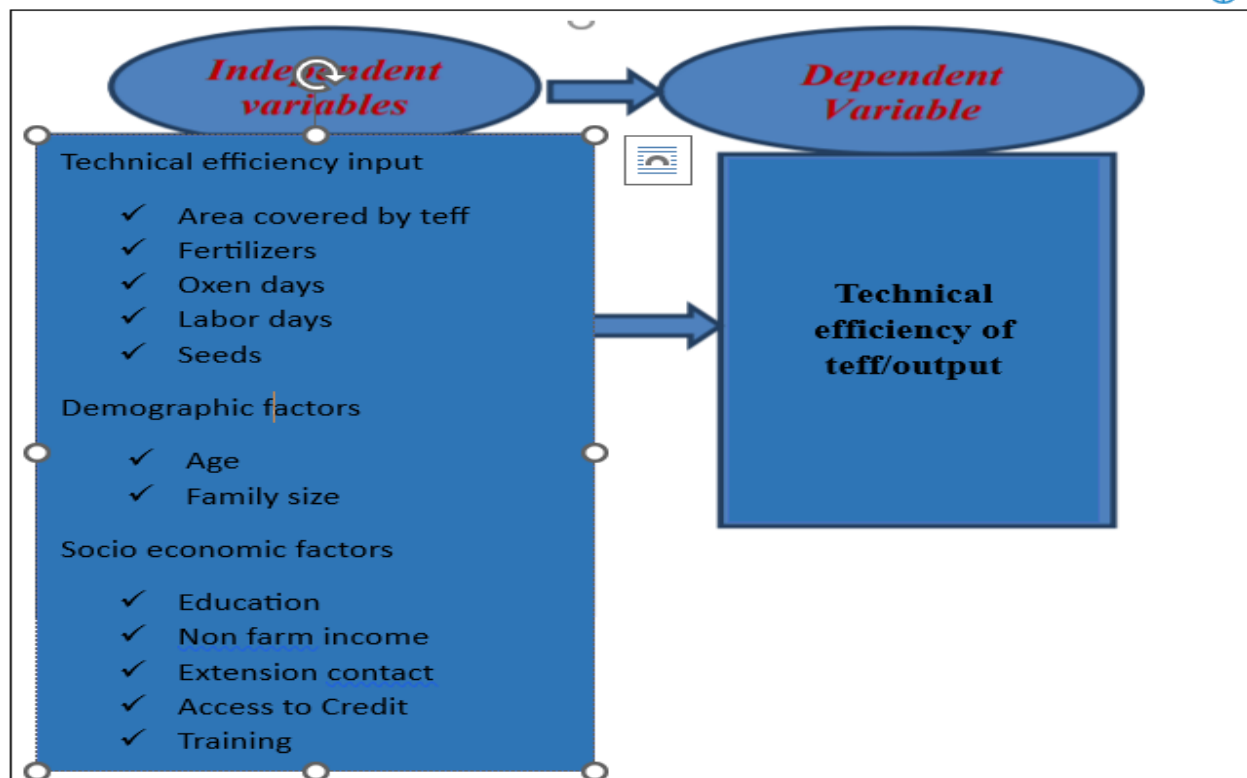 Independent
variables
Dependent
Variable
Technical efficiency input
✓ Area covered by teff
✓ Fertilizers
✓ Oxen days
✓ Labor days
✓ Seeds
Demographic factors
✓ Age
✓ Family size
Socio economic factors
✓ Education
✓ Non farm income
✓ Extension contact
✓ Access to Credit
✓ Training
Technical
efficiency of
teff/output